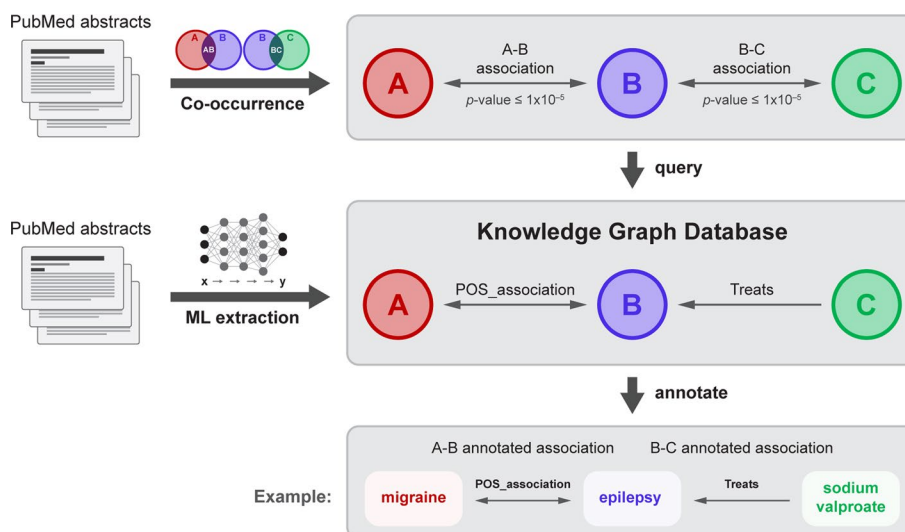 PubMed abstracts
A B B C
AB BC
Co-occurrence
A-B
association
p-value ≤ 1x10⁻⁵
B-C
association
p-value ≤ 1x10⁻⁵
A B C
query
PubMed abstracts
x → → → → y
ML extraction
Knowledge Graph Database
A POS_association B Treats C
annotate
A-B annotated association B-C annotated association
Example:
migraine POS_association epilepsy Treats sodium
valproate